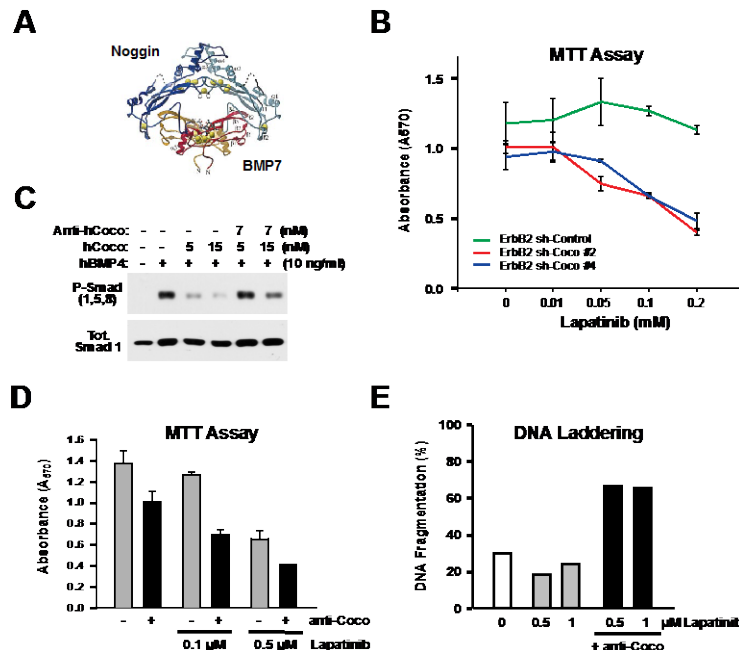 A
Noggin
BMP7
B
MTT Assay
Absorbance (A670)
1.5
1.0
0.5
0.0
ErbB2 sh-Control
ErbB2 sh-Coco #2
ErbB2 sh-Coco #4
0 0.01 0.05 0.1 0.2
Lapatinib (mM)
C
Anti-hCoco: - - - - 7 7 (nM)
hCoco: - - 5 15 5 15 (nM)
hBMP4: - + + + + + (10 ng/ml)
P-Smad
(1,5,8)
Tot.
Smad 1
D
MTT Assay
Absorbance (A670)
1.6
1.4
1.2
1.0
0.8
0.6
0.4
0.2
0.0
- + - + - + anti-Coco
0.1 µM 0.5 µM Lapatinib
E
DNA Laddering
DNA Fragmentation (%)
100
80
60
40
20
0
0 0.5 1 0.5 1 µM Lapatinib
+ anti-Coco